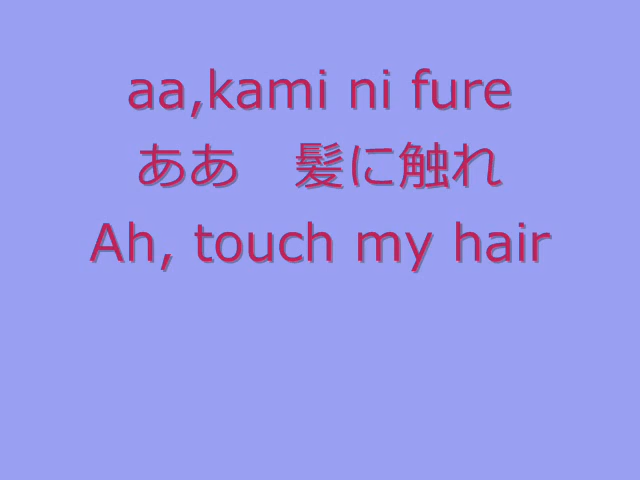 aa,kami ni fure
ああ　髪に触れ
Ah, touch my hair